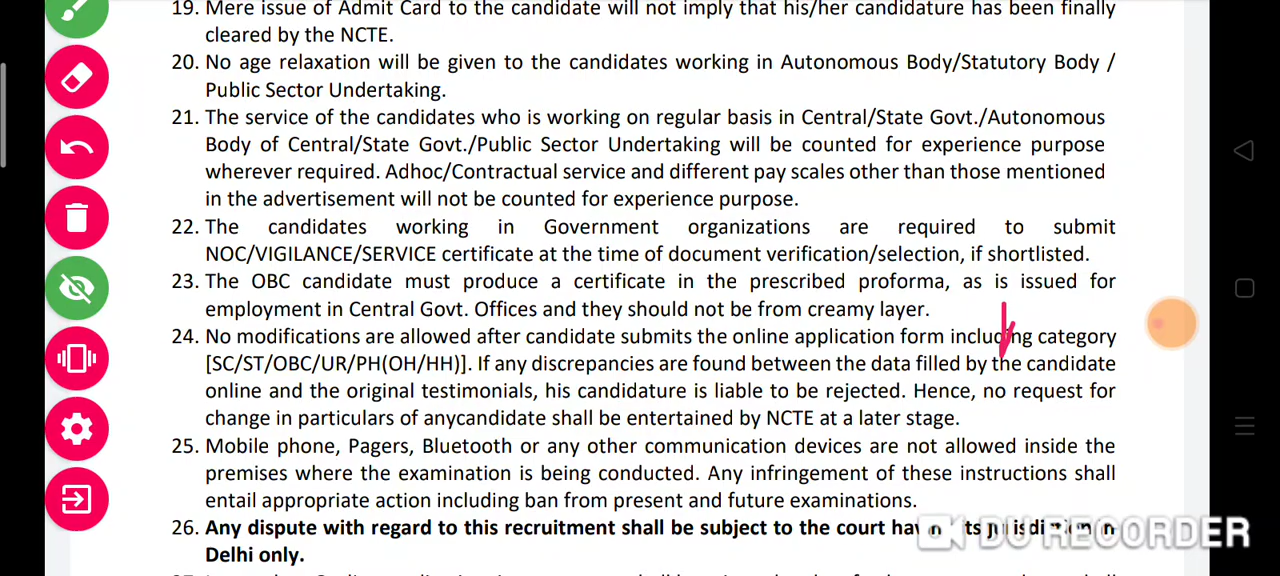 19. Mere issue of Admit Card to the candidate will not imply that his/her candidature has been finally
cleared by the NCTE.
20. No age relaxation will be given to the candidates working in Autonomous Body/Statutory Body /
Public Sector Undertaking.
21. The service of the candidates who is working on regular basis in Central/State Govt./Autonomous
Body of Central/State Govt./Public Sector Undertaking will be counted for experience purpose
wherever required. Adhoc/Contractual service and different pay scales other than those mentioned
in the advertisement will not be counted for experience purpose.
22. The candidates working in Government organizations are required to submit
NOC/VIGILANCE/SERVICE certificate at the time of document verification/selection, if shortlisted.
23. The OBC candidate must produce a certificate in the prescribed proforma, as is issued for
employment in Central Govt. Offices and they should not be from creamy layer.
24. No modifications are allowed after candidate submits the online application form including category
[SC/ST/OBC/UR/PH(OH/HH)]. If any discrepancies are found between the data filled by the candidate
online and the original testimonials, his candidature is liable to be rejected. Hence, no request for
change in particulars of anycandidate shall be entertained by NCTE at a later stage.
25. Mobile phone, Pagers, Bluetooth or any other communication devices are not allowed inside the
premises where the examination is being conducted. Any infringement of these instructions shall
entail appropriate action including ban from present and future examinations.
26. Any dispute with regard to this recruitment shall be subject to the court
Delhi only.
DU RECORDER